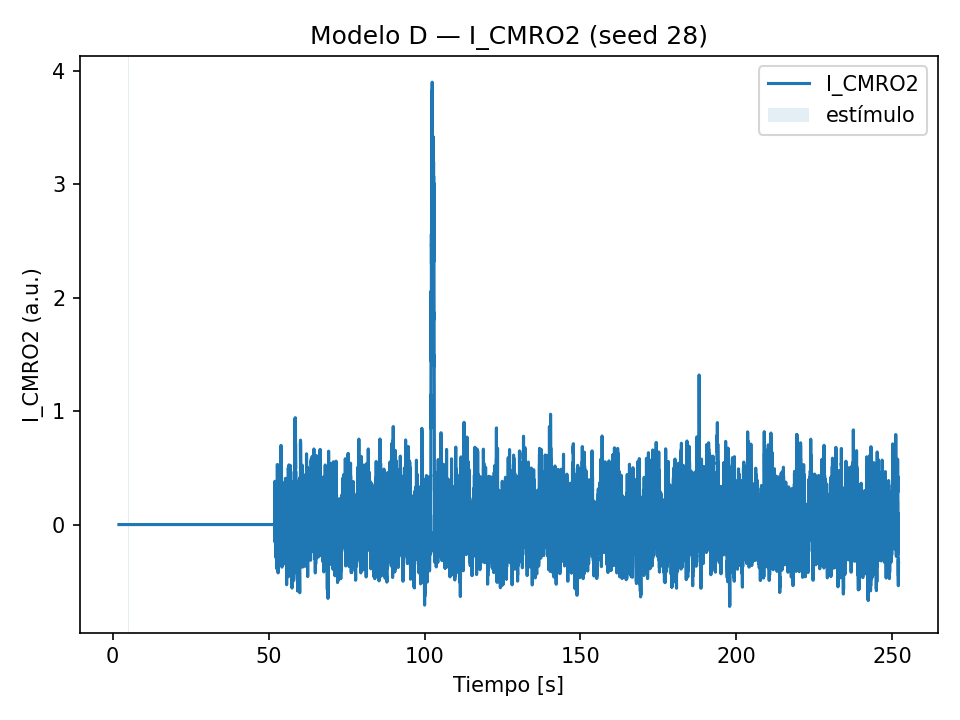 Modelo D — I_CMRO2 (seed 28)
I_CMRO2
estímulo
I_CMRO2 (a.u.)
4
3
2
1
0
0 50 100 150 200 250
Tiempo [s]